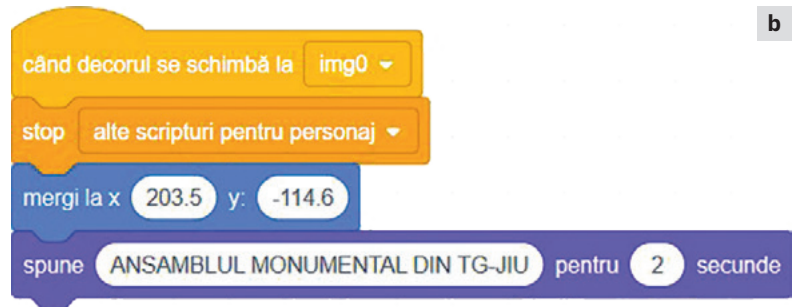 b
când decorul se schimbă la img0
stop alte scripturi pentru personaj
mergi la x 203.5 y: -114.6
spune ANSAMBLUL MONUMENTAL DIN TG-JIU pentru 2 secunde